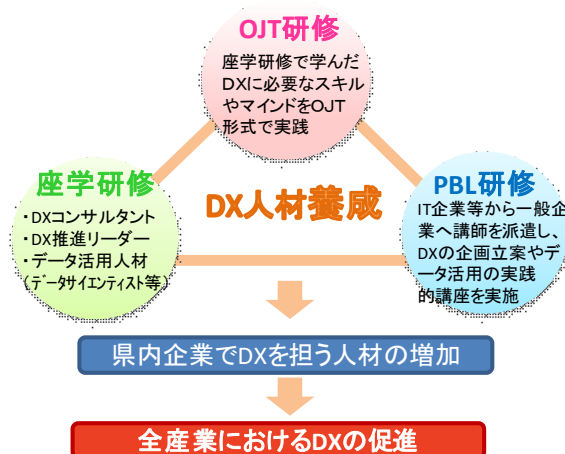 OJT研修
座学研修で学んだ
DXに必要なスキル
やマインドをOJT
形式で実践
座学研修
・DXコンサルタント
・DX推進リーダー
・データ活用人材
(データサイエンティスト等)
DX人材養成
PBL研修
IT企業等から一般企
業へ講師を派遣し、
DXの企画立案やデ
ータ活用の実践
的講座を実施
県内企業でDXを担う人材の増加
全産業におけるDXの促進